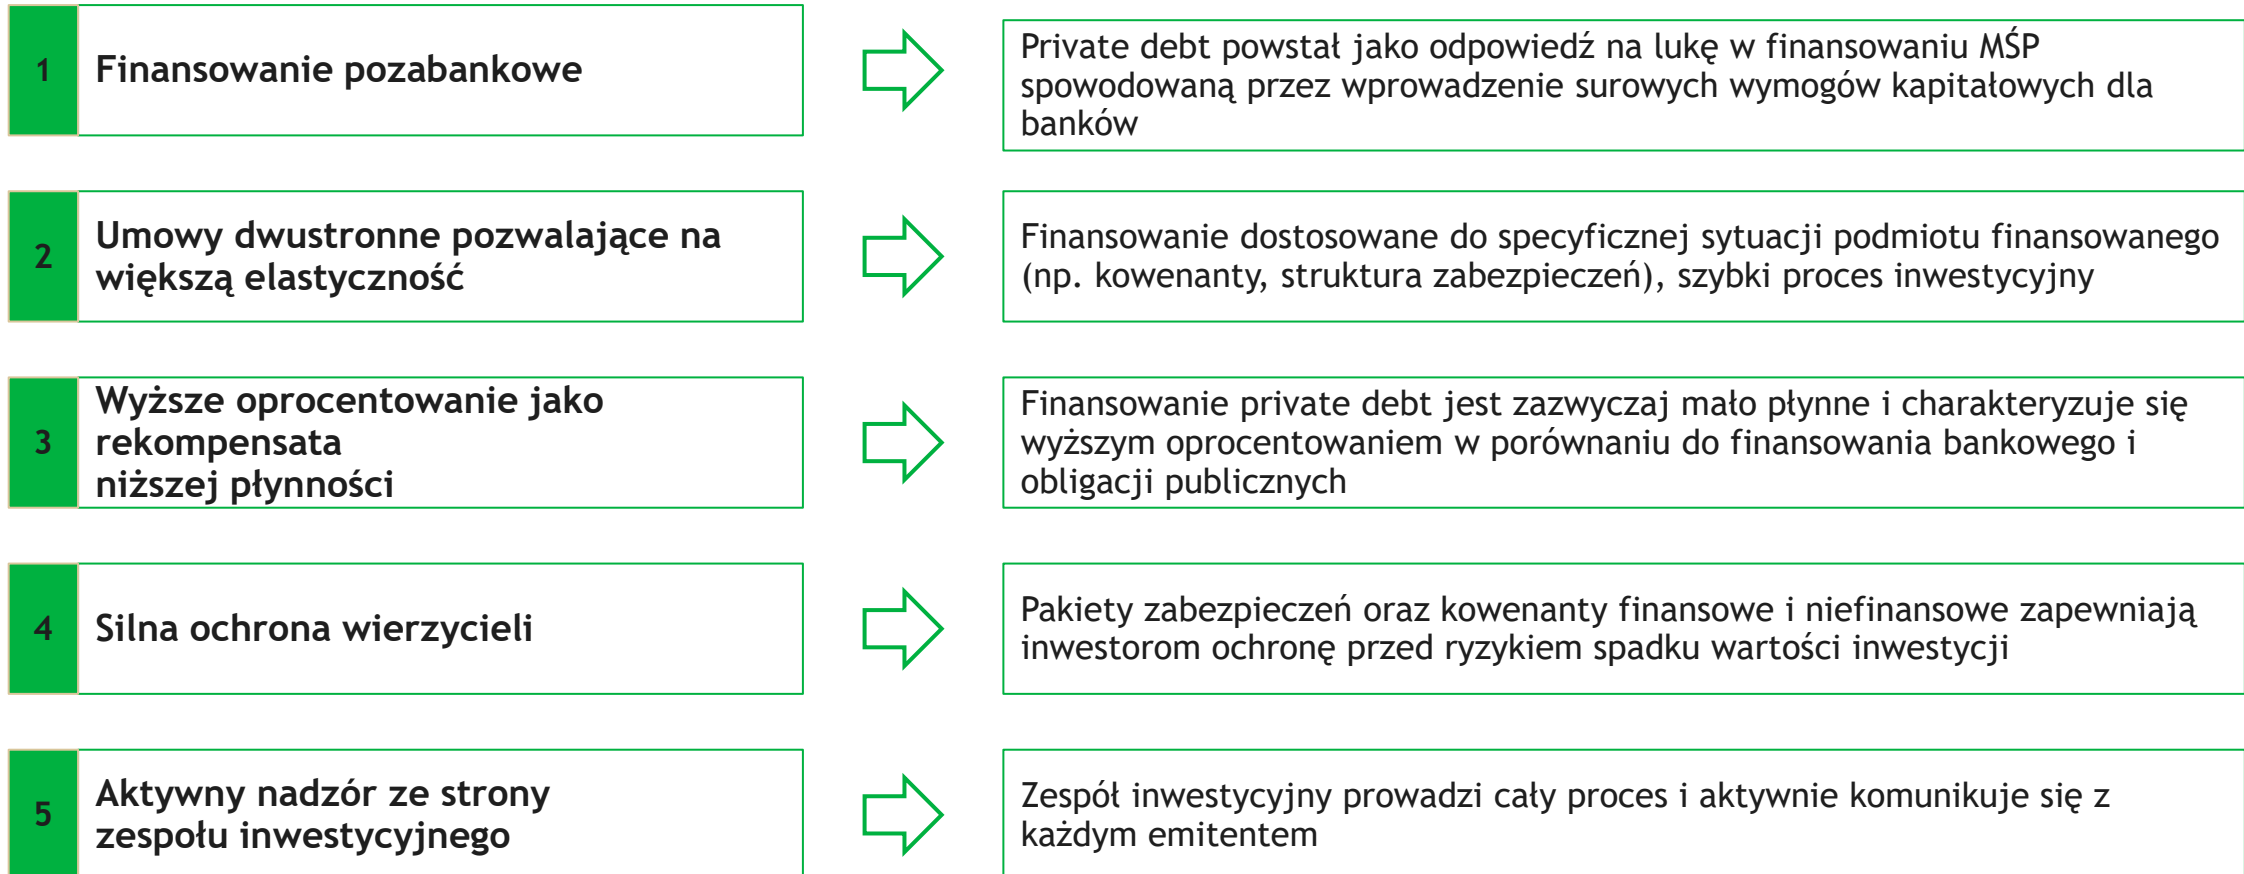 1
Finansowanie pozabankowe
Private debt powstał jako odpowiedź na lukę w finansowaniu MŚP
spowodowaną przez wprowadzenie surowych wymogów kapitałowych dla
banków
2
Umowy dwustronne pozwalające na
większą elastyczność
Finansowanie dostosowane do specyficznej sytuacji podmiotu finansowanego
(np. kowenanty, struktura zabezpieczeń), szybki proces inwestycyjny
3
Wyższe oprocentowanie jako
rekompensata
niższej płynności
Finansowanie private debt jest zazwyczaj mało płynne i charakteryzuje się
wyższym oprocentowaniem w porównaniu do finansowania bankowego i
obligacji publicznych
4
Silna ochrona wierzycieli
Pakiety zabezpieczeń oraz kowenanty finansowe i niefinansowe zapewniają
inwestorom ochronę przed ryzykiem spadku wartości inwestycji
5
Aktywny nadzór ze strony
zespołu inwestycyjnego
Zespół inwestycyjny prowadzi cały proces i aktywnie komunikuje się z
każdym emitentem